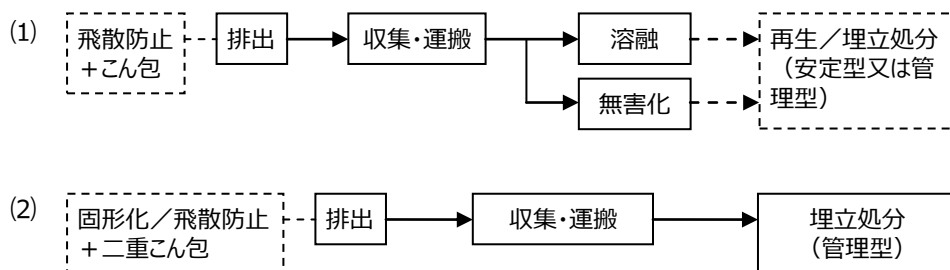 (1)
飛散防止
+こん包
排出
収集・運搬
溶融
無害化
再生/埋立処分
(安定型又は管
理型)
(2)
固形化/飛散防止
+二重こん包
排出
収集・運搬
埋立処分
(管理型)